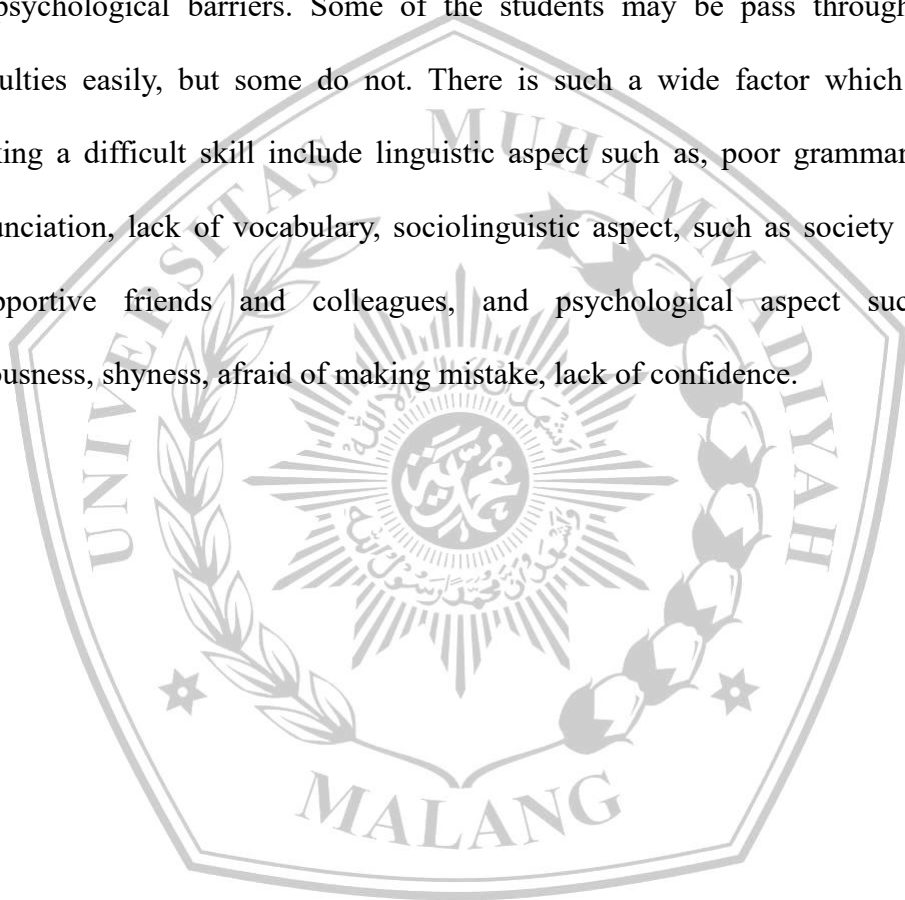 psychological barriers. Some of the students may be pass through
ulties easily, but some do not. There is such a wide factor which
king a difficult skill include linguistic aspect such as, poor grammar
unciation, lack of vocabulary, sociolinguistic aspect, such as society
pportive friends and colleagues, and psychological aspect suc
ousness, shyness, afraid of making mistake, lack of confidence.
UNIVERSITAS MUHAMMADIYAH
MALANG